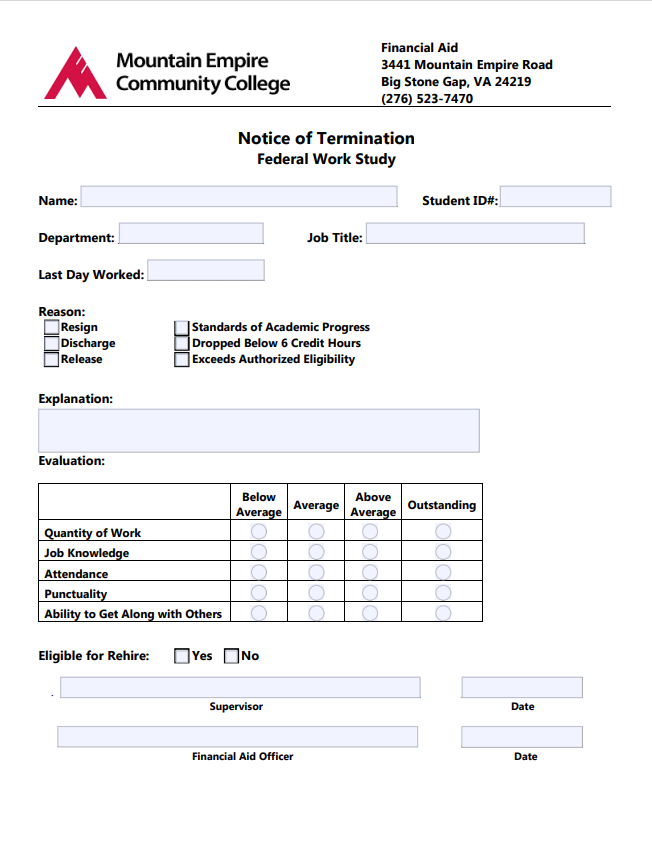 Mountain Empire
Community College
Financial Aid
3441 Mountain Empire Road
Big Stone Gap, VA 24219
(276) 523-7470
Notice of Termination
Federal Work Study
Name: Student ID#:
Department: Job Title:
Last Day Worked:
Reason:
Resign Standards of Academic Progress
Discharge Dropped Below 6 Credit Hours
Release Exceeds Authorized Eligibility
Explanation:
Evaluation:
Below Average Average Above Average Outstanding
Quantity of Work
Job Knowledge
Attendance
Punctuality
Ability to Get Along with Others
Eligible for Rehire: Yes No
.
Supervisor Date
Financial Aid Officer Date